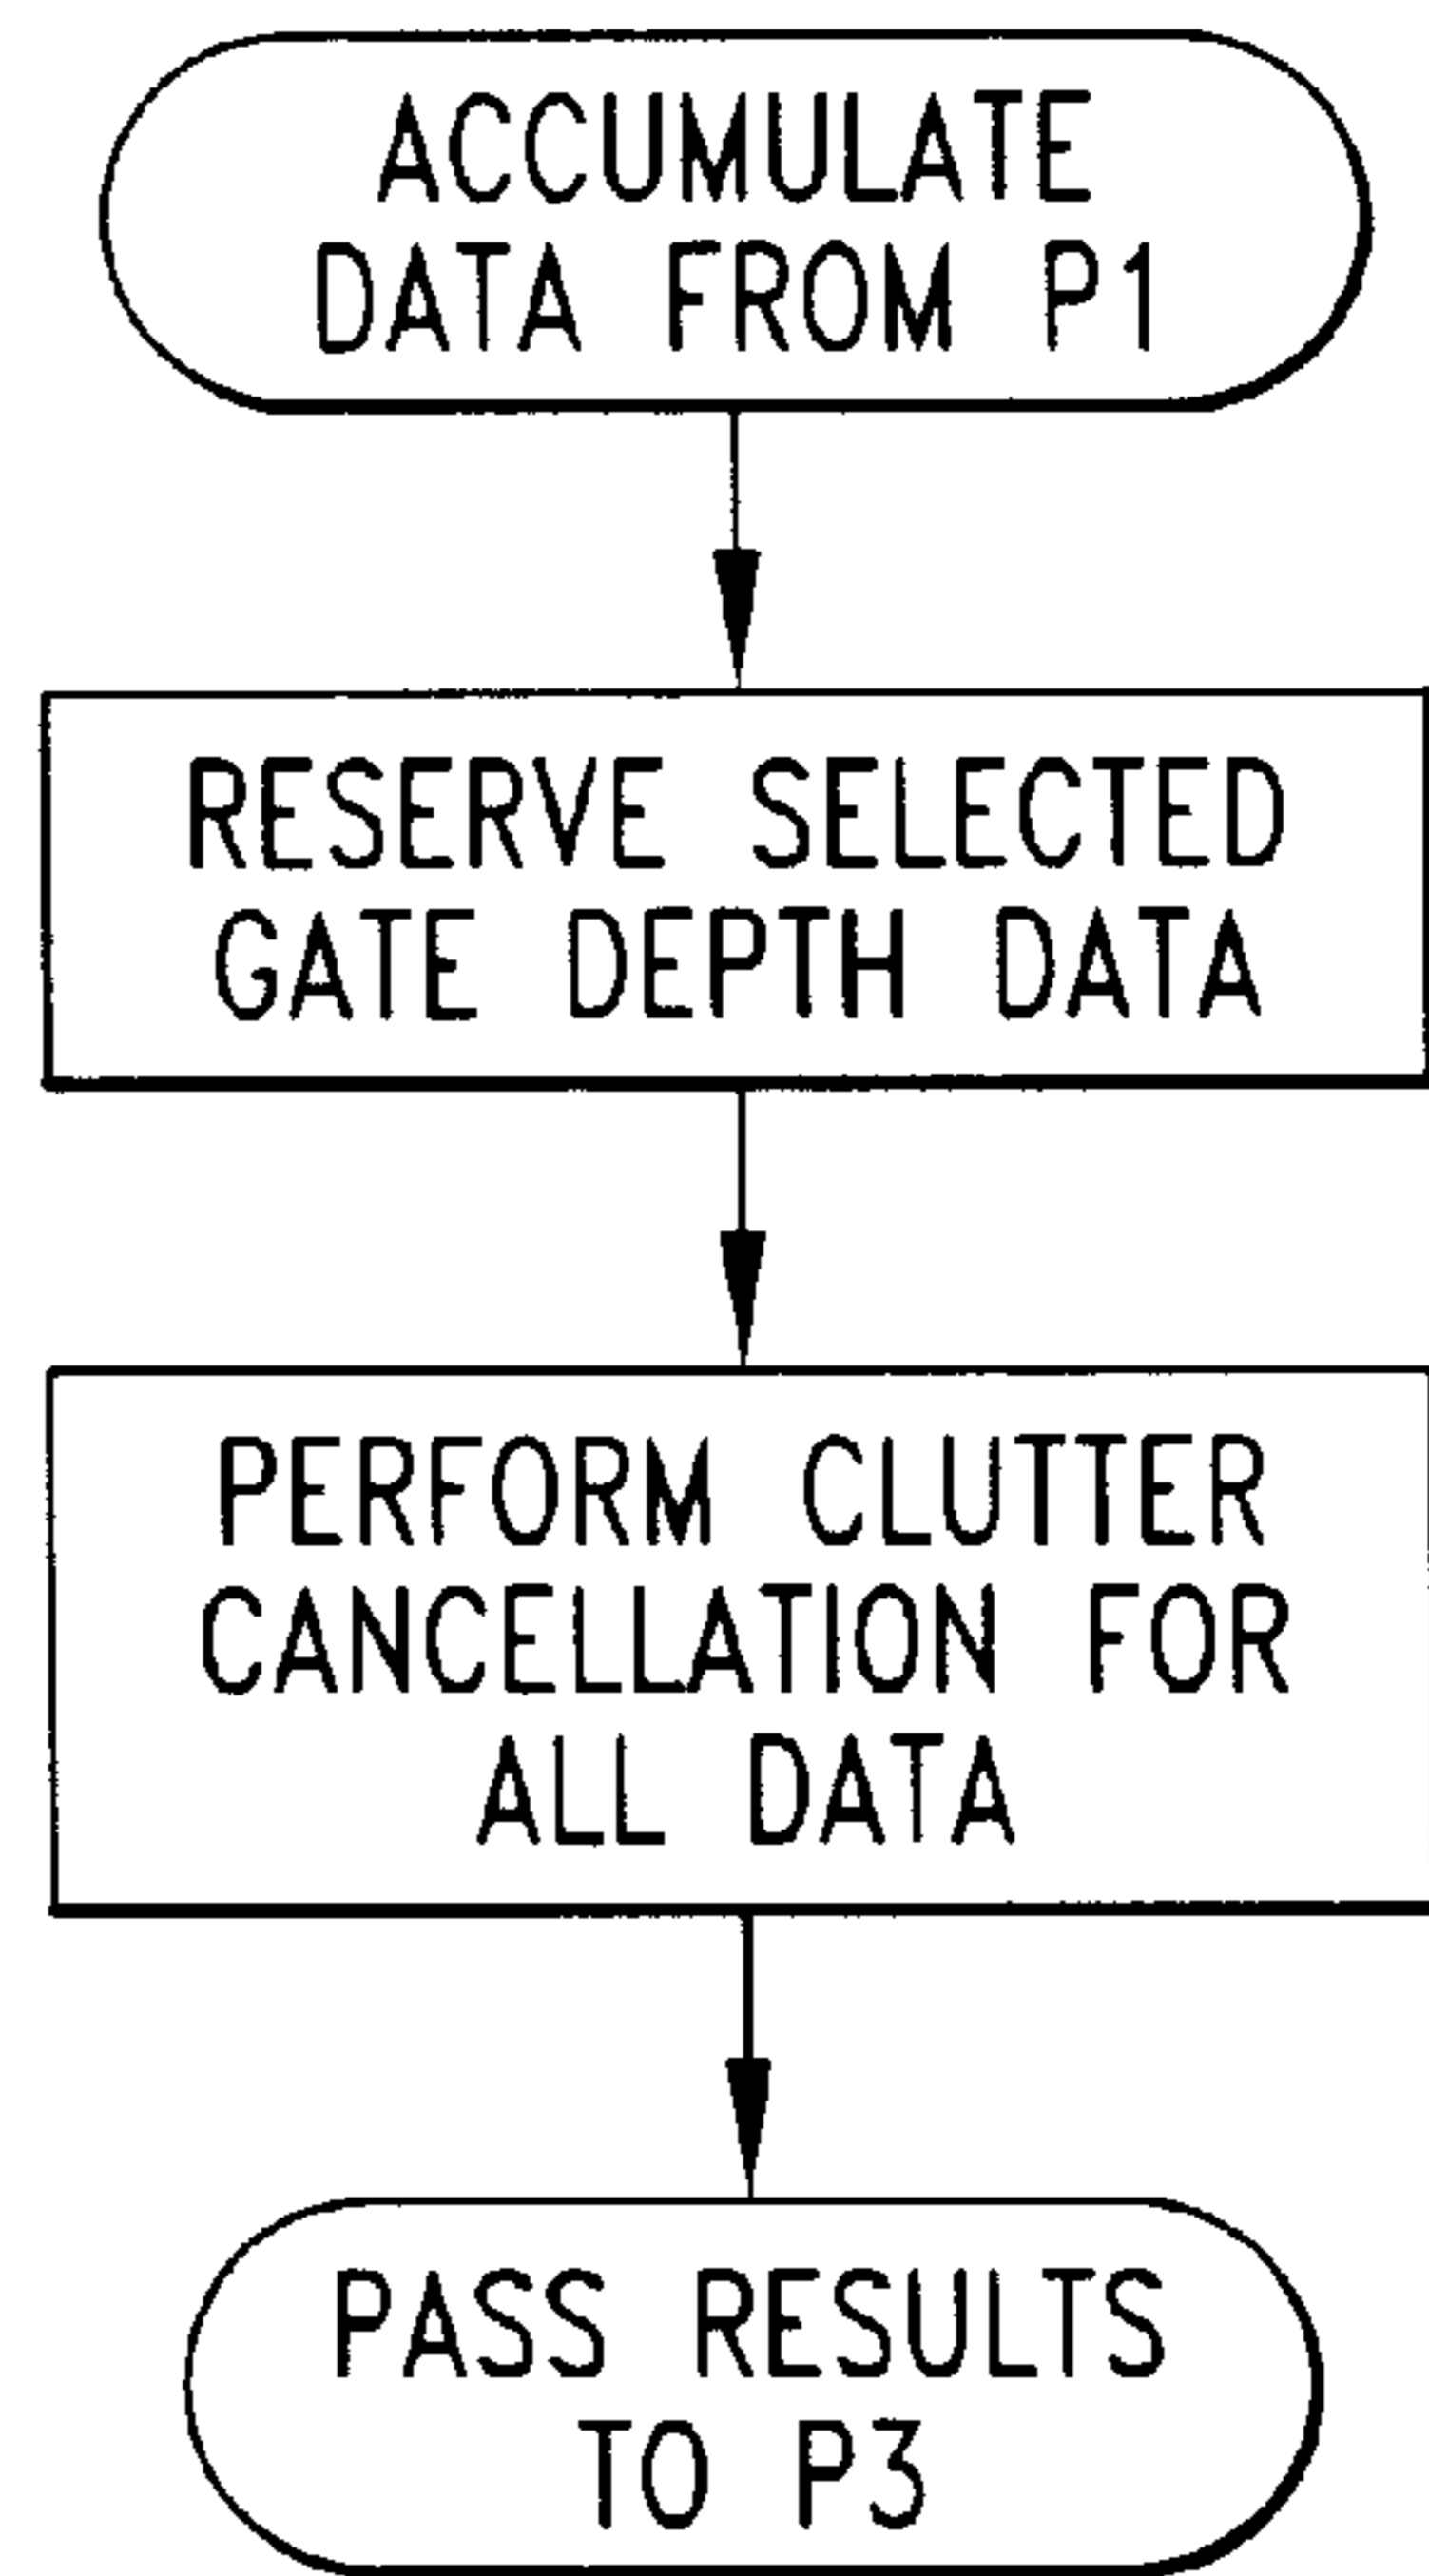 ACCUMULATE
DATA FROM P1
RESERVE SELECTED
GATE DEPTH DATA
PERFORM CLUTTER
CANCELLATION FOR
ALL DATA
PASS RESULTS
TO P3